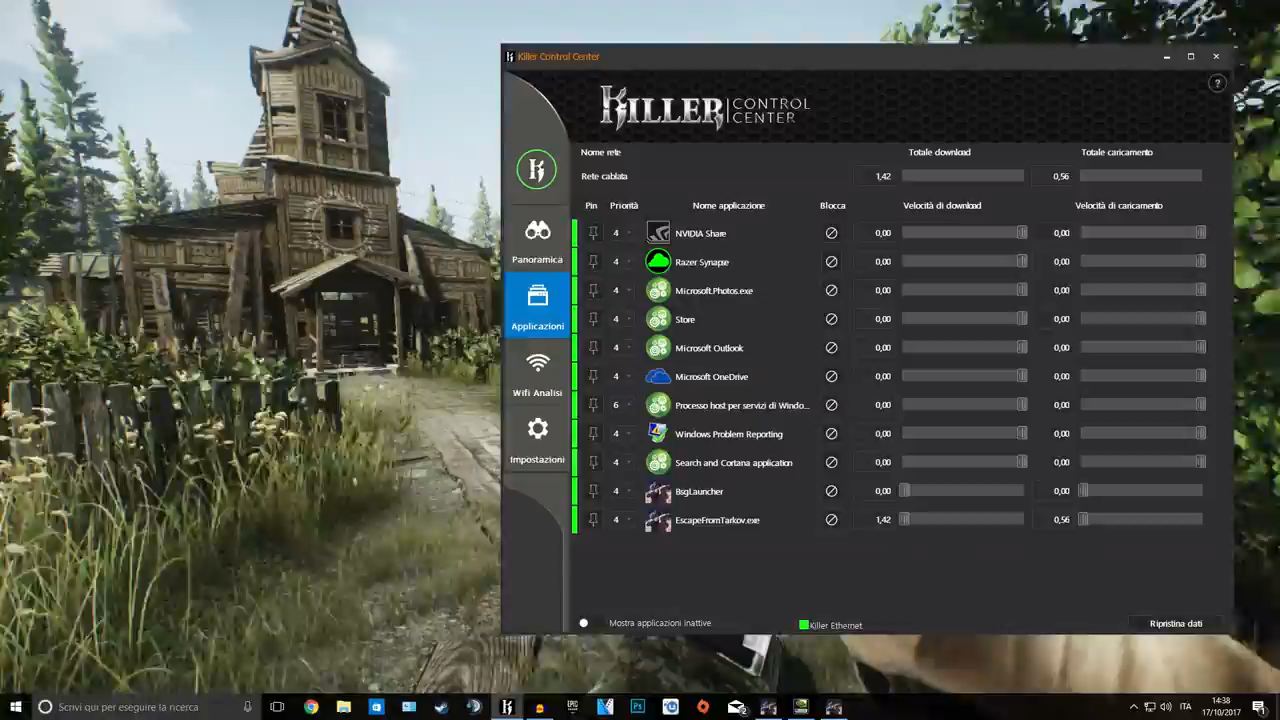 Killer Control Center
KILLER CONTROL CENTER
?
Nome rete Totale download Totale caricamento
Rete cablata 1,42 0,56
Pin Priorità Nome applicazione Blocca Velocità di download Velocità di caricamento
4 NVIDIA Share 0,00 0,00
4 Razer Synapse 0,00 0,00
4 Microsoft.Photos.exe 0,00 0,00
4 Store 0,00 0,00
4 Microsoft Outlook 0,00 0,00
4 Microsoft OneDrive 0,00 0,00
6 Processo host per servizi di Windo... 0,00 0,00
4 Windows Problem Reporting 0,00 0,00
4 Search and Cortana application 0,00 0,00
4 BsgLauncher 0,00 0,00
4 EscapeFromTarkov.exe 1,42 0,56
Panoramica
Applicazioni
Wifi Analisi
Impostazioni
Mostra applicazioni inattive Killer Ethernet Ripristina dati
Scrivi qui per eseguire la ricerca EPIC Ps ITA 14:38
17/10/2017